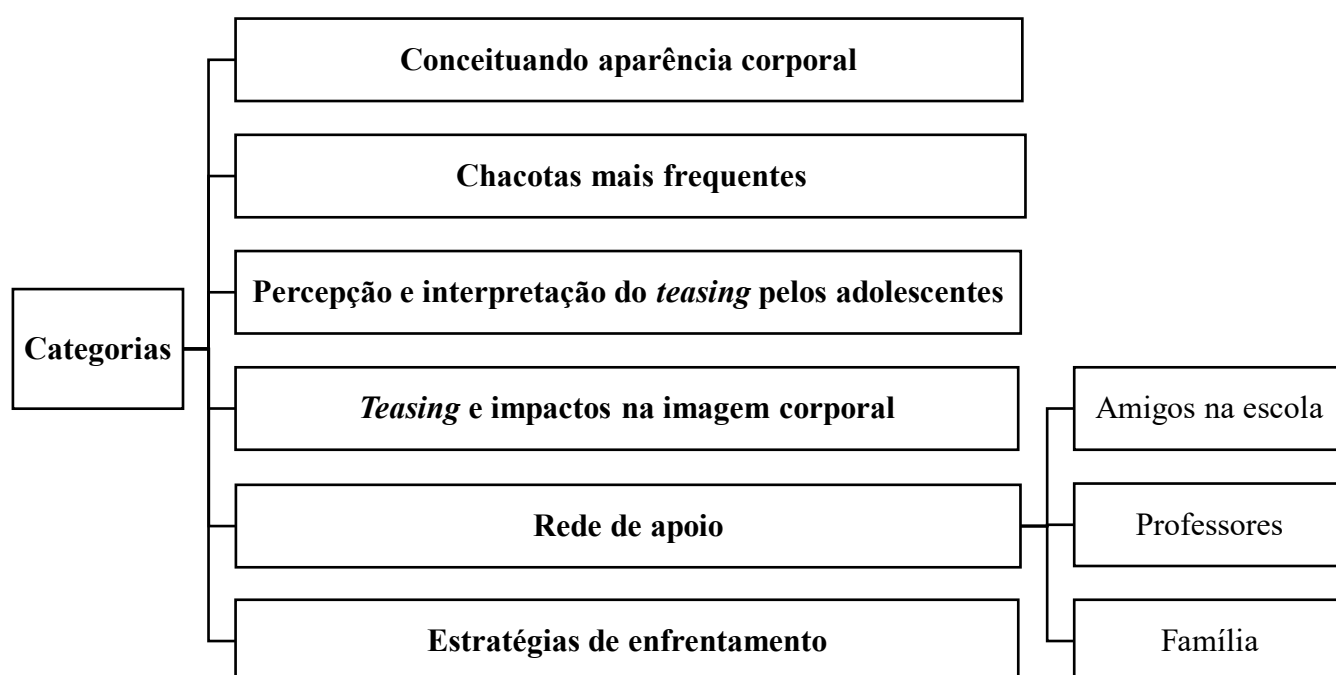 Categorias
Conceituando aparência corporal
Chacotas mais frequentes
Percepção e interpretação do teasing pelos adolescentes
Teasing e impactos na imagem corporal
Rede de apoio
Amigos na escola
Professores
Família
Estratégias de enfrentamento